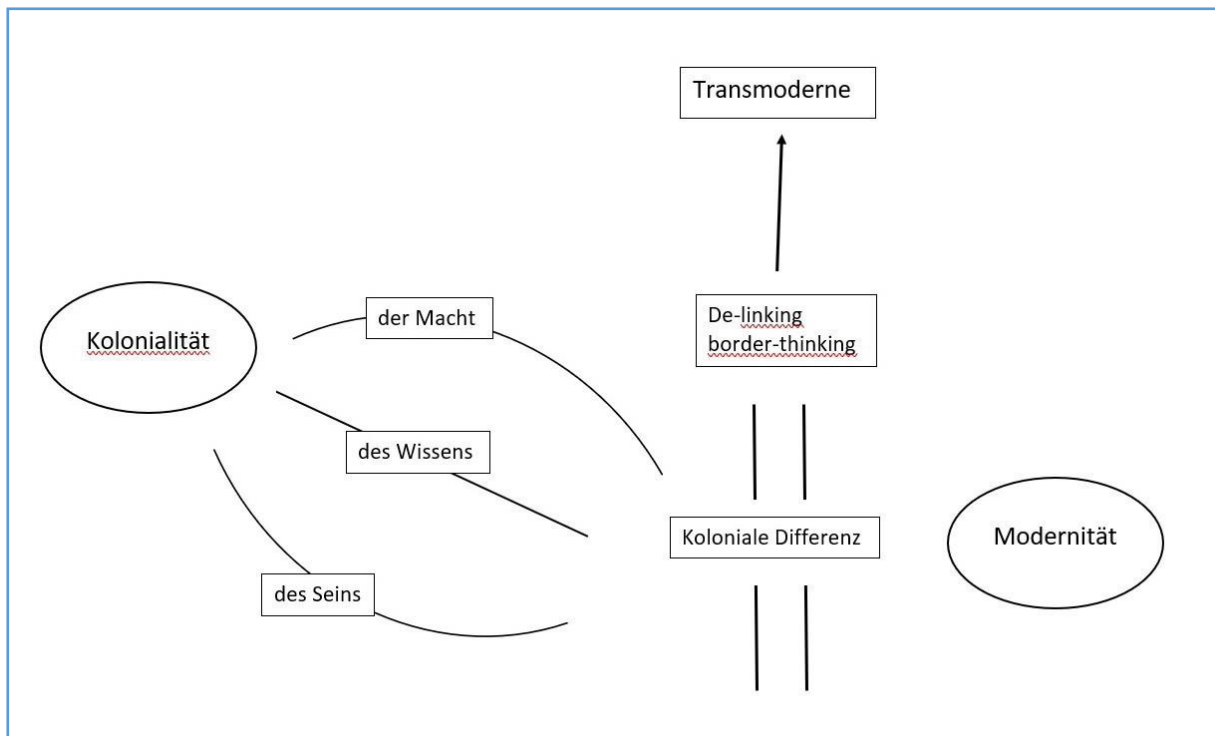 Transmoderne
De-linking
border-thinking
Kolonialität
der Macht
des Wissens
des Seins
Koloniale Differenz
Modernität